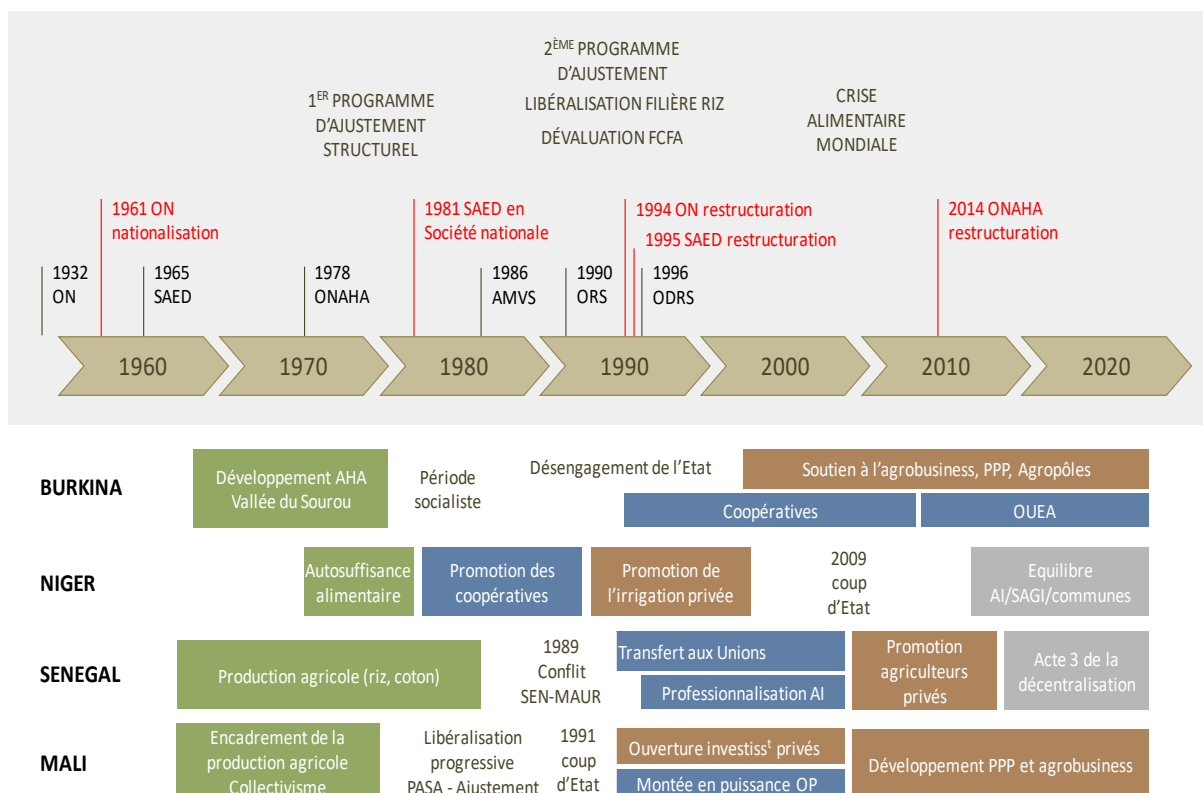 1ER PROGRAMME
D'AJUSTEMENT
STRUCTUREL
2ÈME PROGRAMME
D'AJUSTEMENT
LIBÉRALISATION FILIÈRE RIZ
DÉVALUATION FCFA
CRISE
ALIMENTAIRE
MONDIALE
1961 ON
nationalisation
1981 SAED en
Société nationale
1994 ON restructuration
1995 SAED restructuration
2014 ONAHA
restructuration
1932
ON
1965
SAED
1978
ONAHA
1986
AMVS
1990
ORS
1996
ODRS
1960
1970
1980
1990
2000
2010
2020
BURKINA
Développement AHA
Vallée du Sourou
Période
socialiste
Désengagement de l'Etat
Soutien à l'agrobusiness, PPP, Agropôles
Coopératives
OUEA
NIGER
Autosuffisance
alimentaire
Promotion des
coopératives
Promotion de
l'irrigation privée
2009
coup
d'Etat
Equilibre
AI/SAGI/communes
SENEGAL
Production agricole (riz, coton)
1989
Conflit
SEN-MAUR
Transfert aux Unions
Professionnalisation AI
Promotion
agriculteurs
privés
Acte 3 de la
décentralisation
MALI
Encadrement de la
production agricole
Collectivisme
Libéralisation
progressive
PASA - Ajustement
1991
coup
d'Etat
Ouverture investisst privés
Montée en puissance OP
Développement PPP et agrobusiness